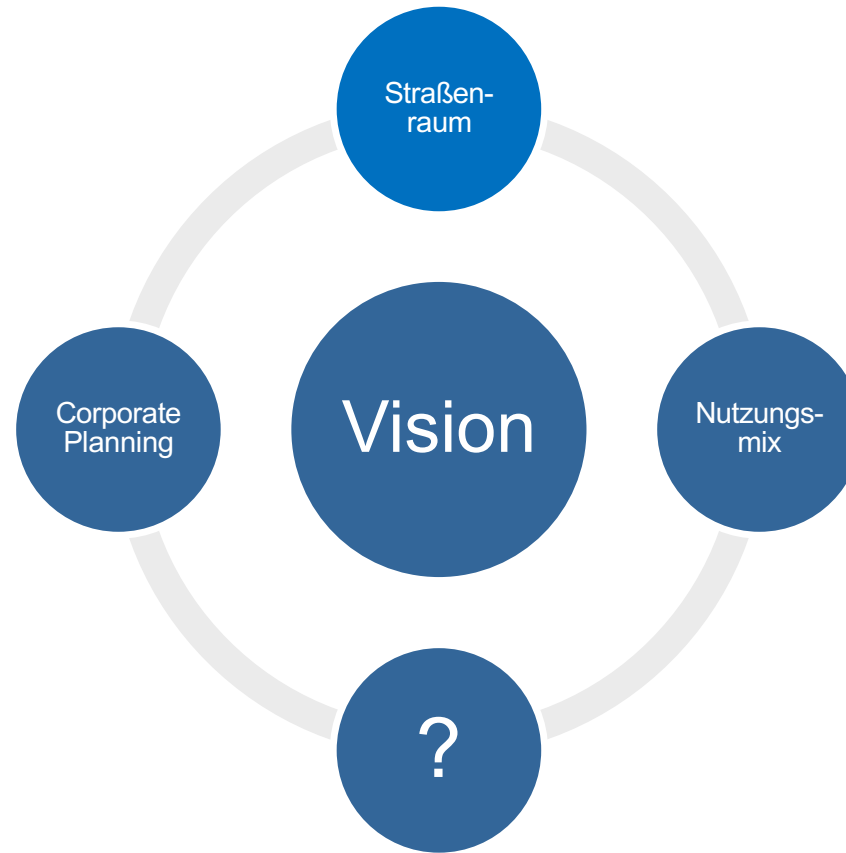 Straßen-
raum
Corporate
Planning
Vision
Nutzungs-
mix
?